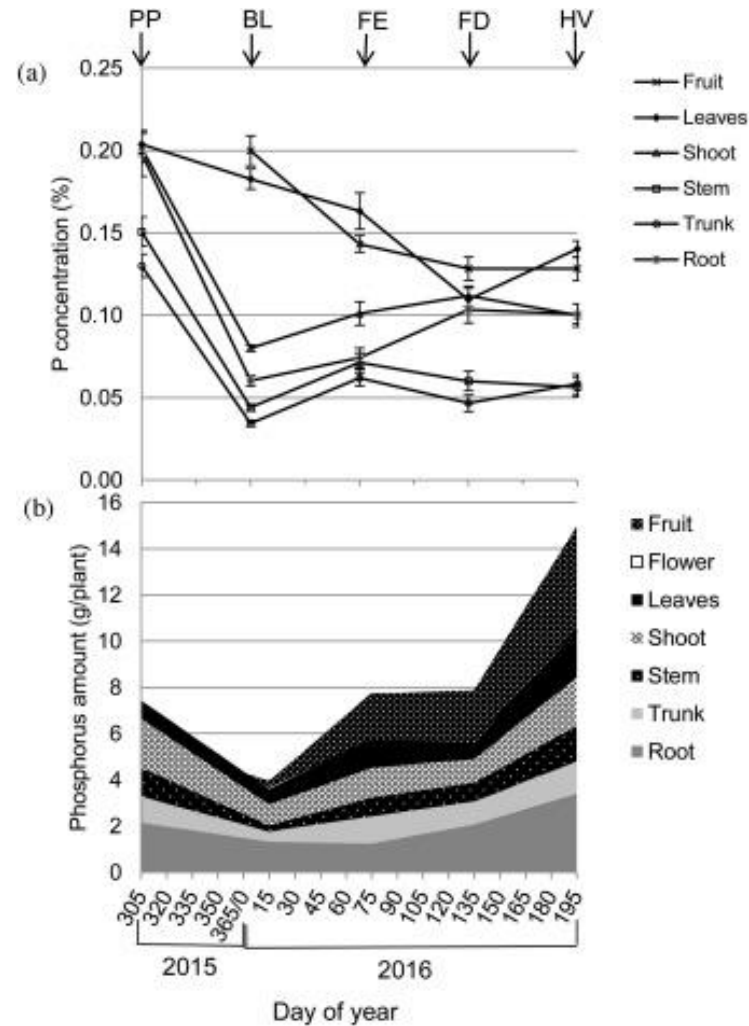 PP BL FE FD HV
(a)
0.25
0.20
0.15
0.10
0.05
0.00
P concentration (%)
Fruit
Leaves
Shoot
Stem
Trunk
Root
(b)
16
14
12
10
8
6
4
2
0
Phosphorus amount (g/plant)
Fruit
Flower
Leaves
Shoot
Stem
Trunk
Root
305 320 335 350 365/0 15 30 45 60 75 90 105 120 135 150 165 180 195
2015 2016
Day of year